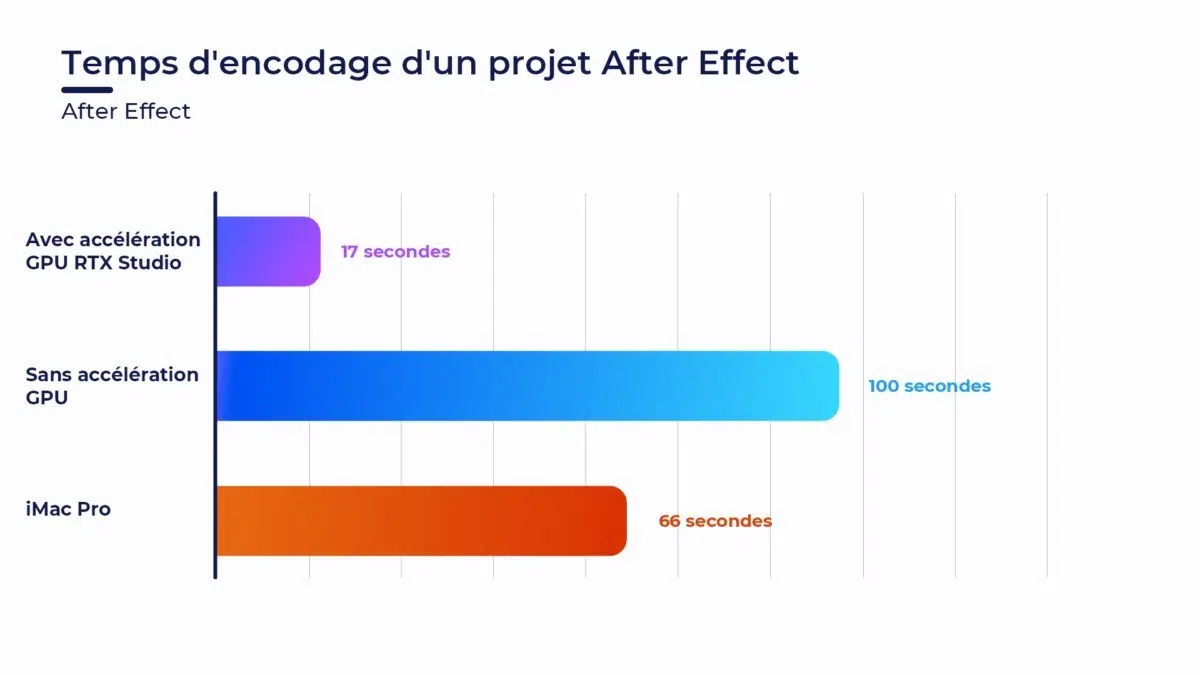 Temps d'encodage d'un projet After Effect
After Effect
Avec accélération
GPU RTX Studio
17 secondes
Sans accélération
GPU
100 secondes
iMac Pro
66 secondes